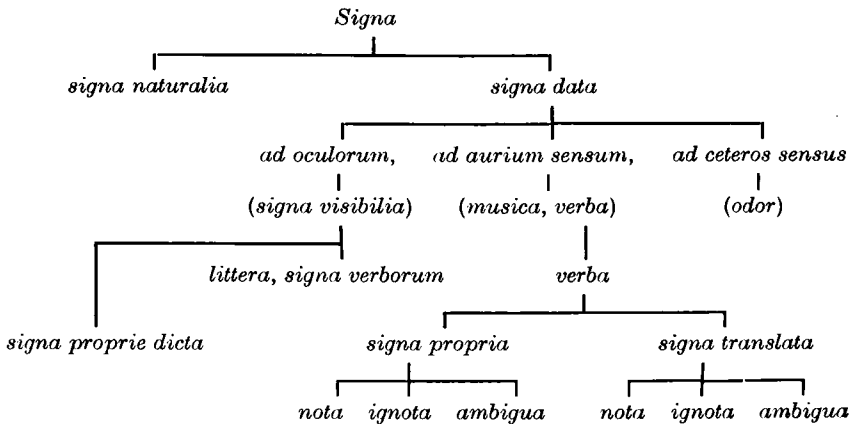 Signa
signa naturalia signa data
ad oculorum, ad aurium sensum, ad ceteros sensus
(signa visibilia) (musica, verba) (odor)
littera, signa verborum verba
signa proprie dicta signa propria signa translata
nota ignota ambigua nota ignota ambigua